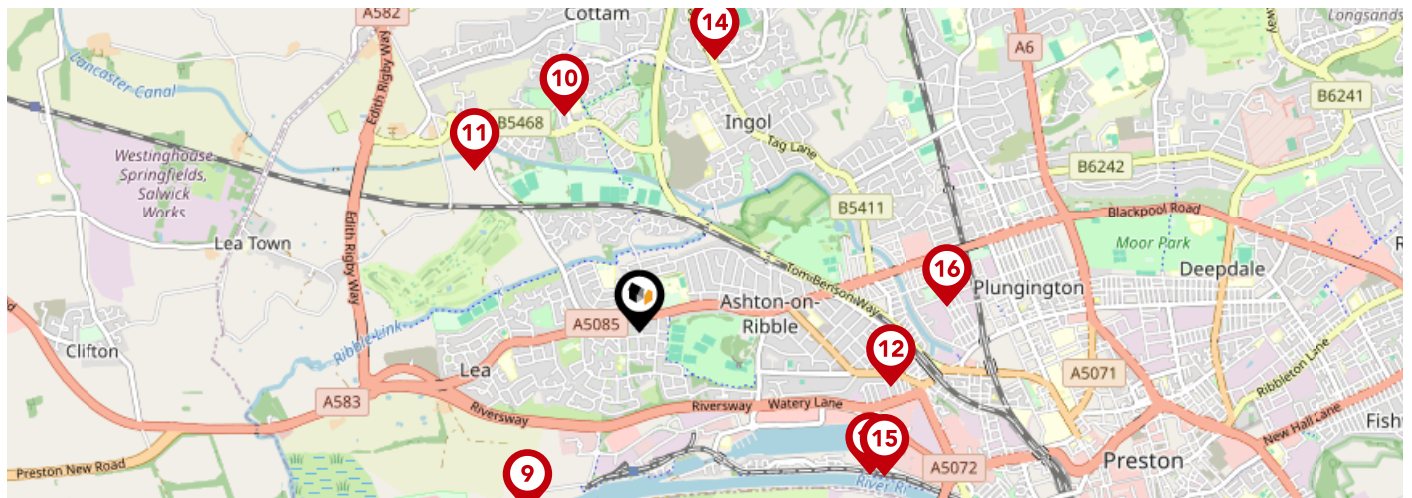 A582
Cottam
14
Longsands
A6
Lancaster Canal
Edith Rigby Way
10
B6241
B5468
11
Ingol
Tag Lane
Westinghouse
Springfields,
Salwick
Works
B6242
B5411
Blackpool Road
Moor Park
Lea Town
Edith Rigby Way
Deepdale
16
Tom Benson Way
Plungington
Ashton-on-
Ribble
A5085
Ribble Link
Clifton
12
Lea
A5071
Ribbleton Lane
A583
Riversway
Riversway
Watery Lane
New Hall Lane
15
Preston New Road
9
A5072
Preston
River Ri